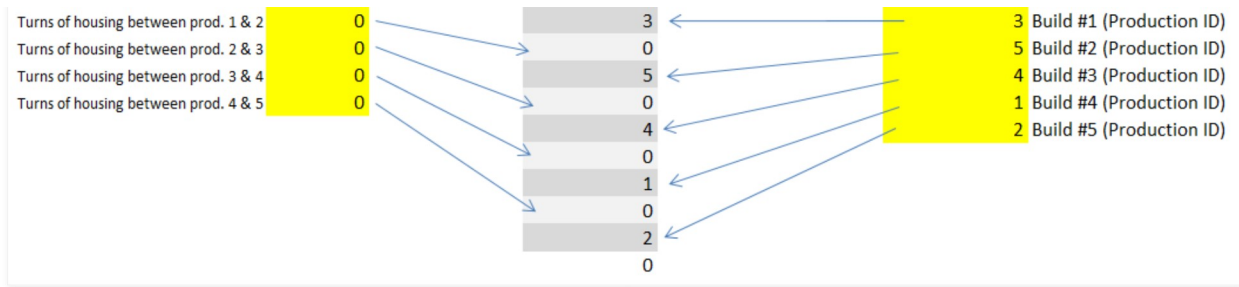 Turns of housing between prod. 1 & 2 0 3 3 Build #1 (Production ID)
Turns of housing between prod. 2 & 3 0 0 5 Build #2 (Production ID)
Turns of housing between prod. 3 & 4 0 5 4 Build #3 (Production ID)
Turns of housing between prod. 4 & 5 0 0 1 Build #4 (Production ID)
4 2 Build #5 (Production ID)
0
1
0
2
0